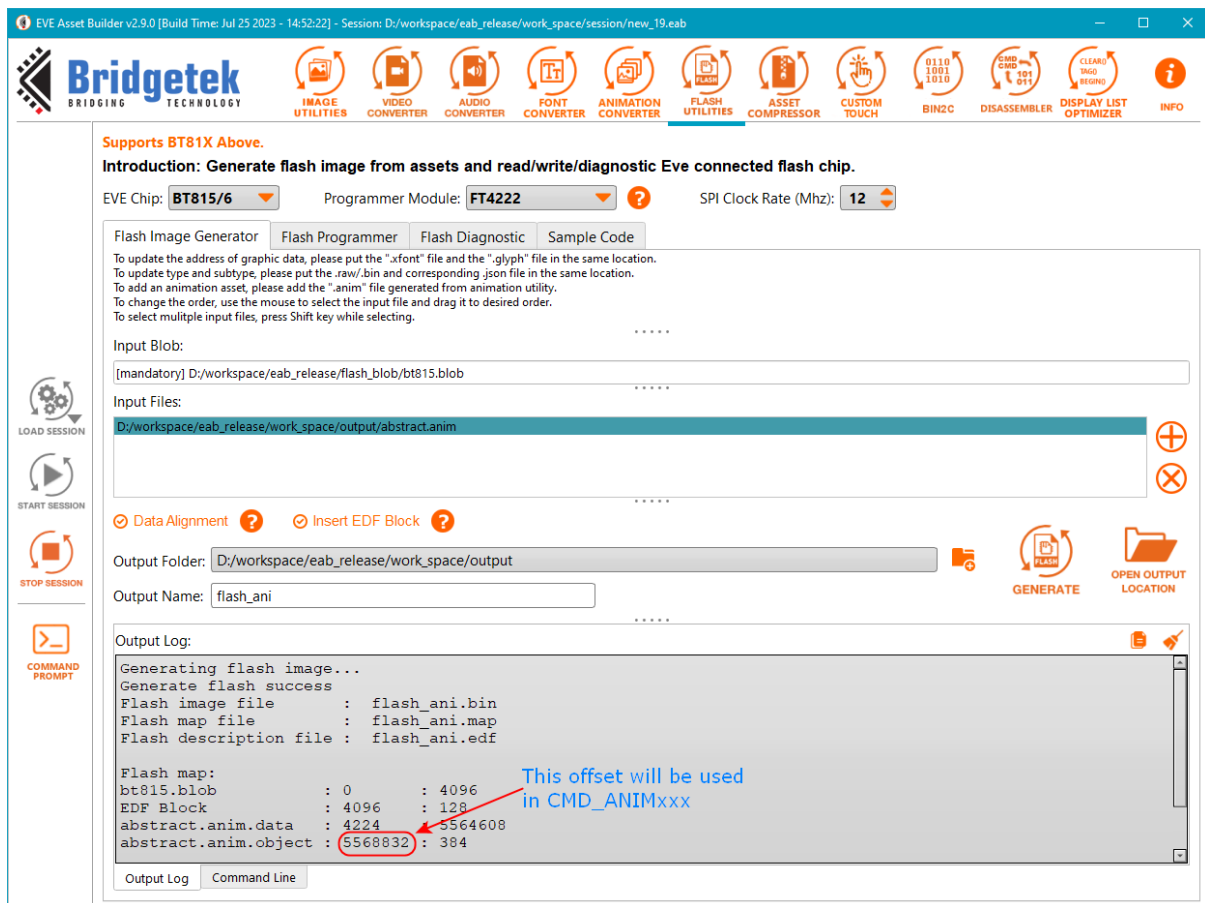 EVE Asset Builder v2.9.0 [Build Time: Jul 25 2023 - 14:52:22] - Session: D:/workspace/eab_release/work_space/session/new_19.eab
Bridgetek
BRIDGING TECHNOLOGY
IMAGE UTILITIES
VIDEO CONVERTER
AUDIO CONVERTER
FONT CONVERTER
ANIMATION CONVERTER
FLASH
FLASH UTILITIES
ASSET COMPRESSOR
CUSTOM TOUCH
0110
1001
1010
BIN2C
CMD
101
011
DISASSEMBLER
CLEAR()
TAG()
BEGIN()
DISPLAY LIST OPTIMIZER
INFO
Supports BT81X Above.
Introduction: Generate flash image from assets and read/write/diagnostic Eve connected flash chip.
EVE Chip: BT815/6 Programmer Module: FT4222 ? SPI Clock Rate (Mhz): 12
Flash Image Generator Flash Programmer Flash Diagnostic Sample Code
To update the address of graphic data, please put the ".xfont" file and the ".glyph" file in the same location.
To update type and subtype, please put the .raw/.bin and corresponding .json file in the same location.
To add an animation asset, please add the ".anim" file generated from animation utility.
To change the order, use the mouse to select the input file and drag it to desired order.
To select mulitple input files, press Shift key while selecting.
Input Blob:
[mandatory] D:/workspace/eab_release/flash_blob/bt815.blob
Input Files:
D:/workspace/eab_release/work_space/output/abstract.anim
LOAD SESSION
START SESSION
STOP SESSION
COMMAND PROMPT
Data Alignment ? Insert EDF Block ?
Output Folder: D:/workspace/eab_release/work_space/output
Output Name: flash_ani
FLASH
GENERATE
OPEN OUTPUT LOCATION
Output Log:
Generating flash image...
Generate flash success
Flash image file : flash_ani.bin
Flash map file : flash_ani.map
Flash description file : flash_ani.edf
Flash map:
bt815.blob : 0 : 4096
EDF Block : 4096 : 128
abstract.anim.data : 4224 : 5564608
abstract.anim.object : 5568832 : 384
This offset will be used
in CMD_ANIMxxx
Output Log Command Line